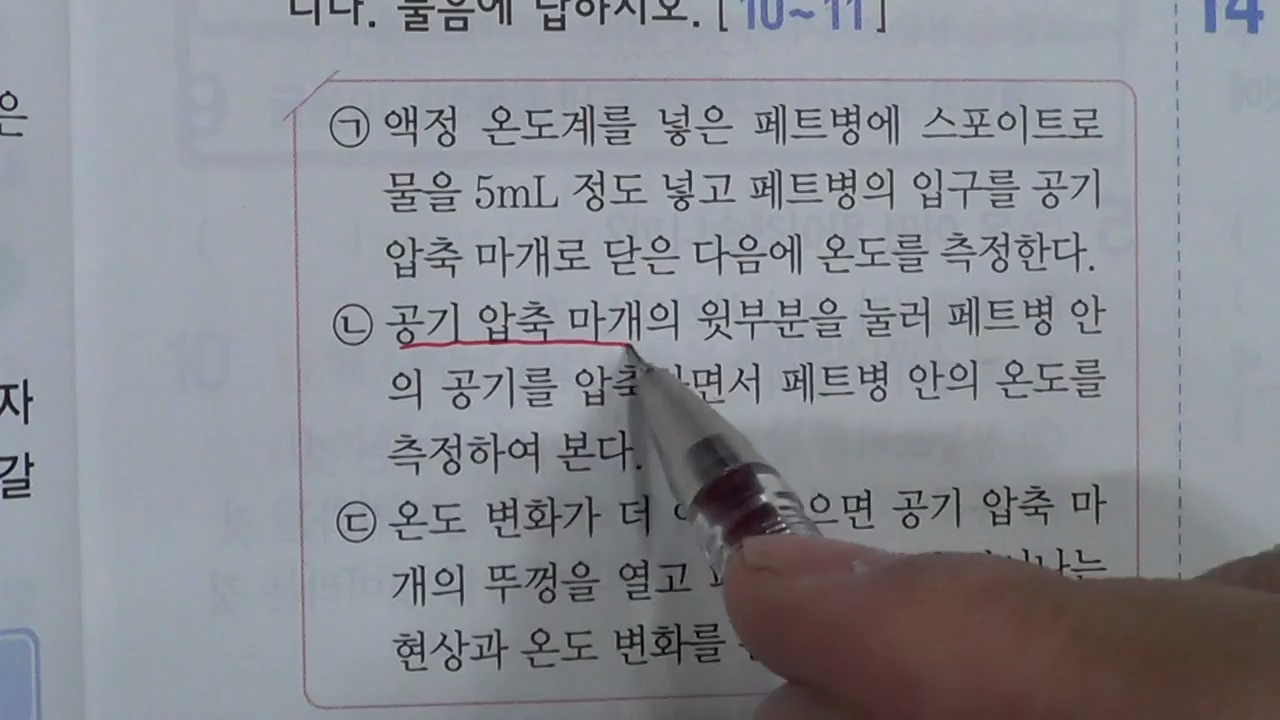 니다. 물음에 답하시오. [10~11]
14
은
㉠ 액정 온도계를 넣은 페트병에 스포이트로
물을 5mL 정도 넣고 페트병의 입구를 공기
압축 마개로 닫은 다음에 온도를 측정한다.
㉡ 공기 압축 마개의 윗부분을 눌러 페트병 안
의 공기를 압축하면서 페트병 안의 온도를
자
측정하여 본다.
갈
㉢ 온도 변화가 더 으면 공기 압축 마
개의 뚜껑을 열고
현상과 온도 변화를